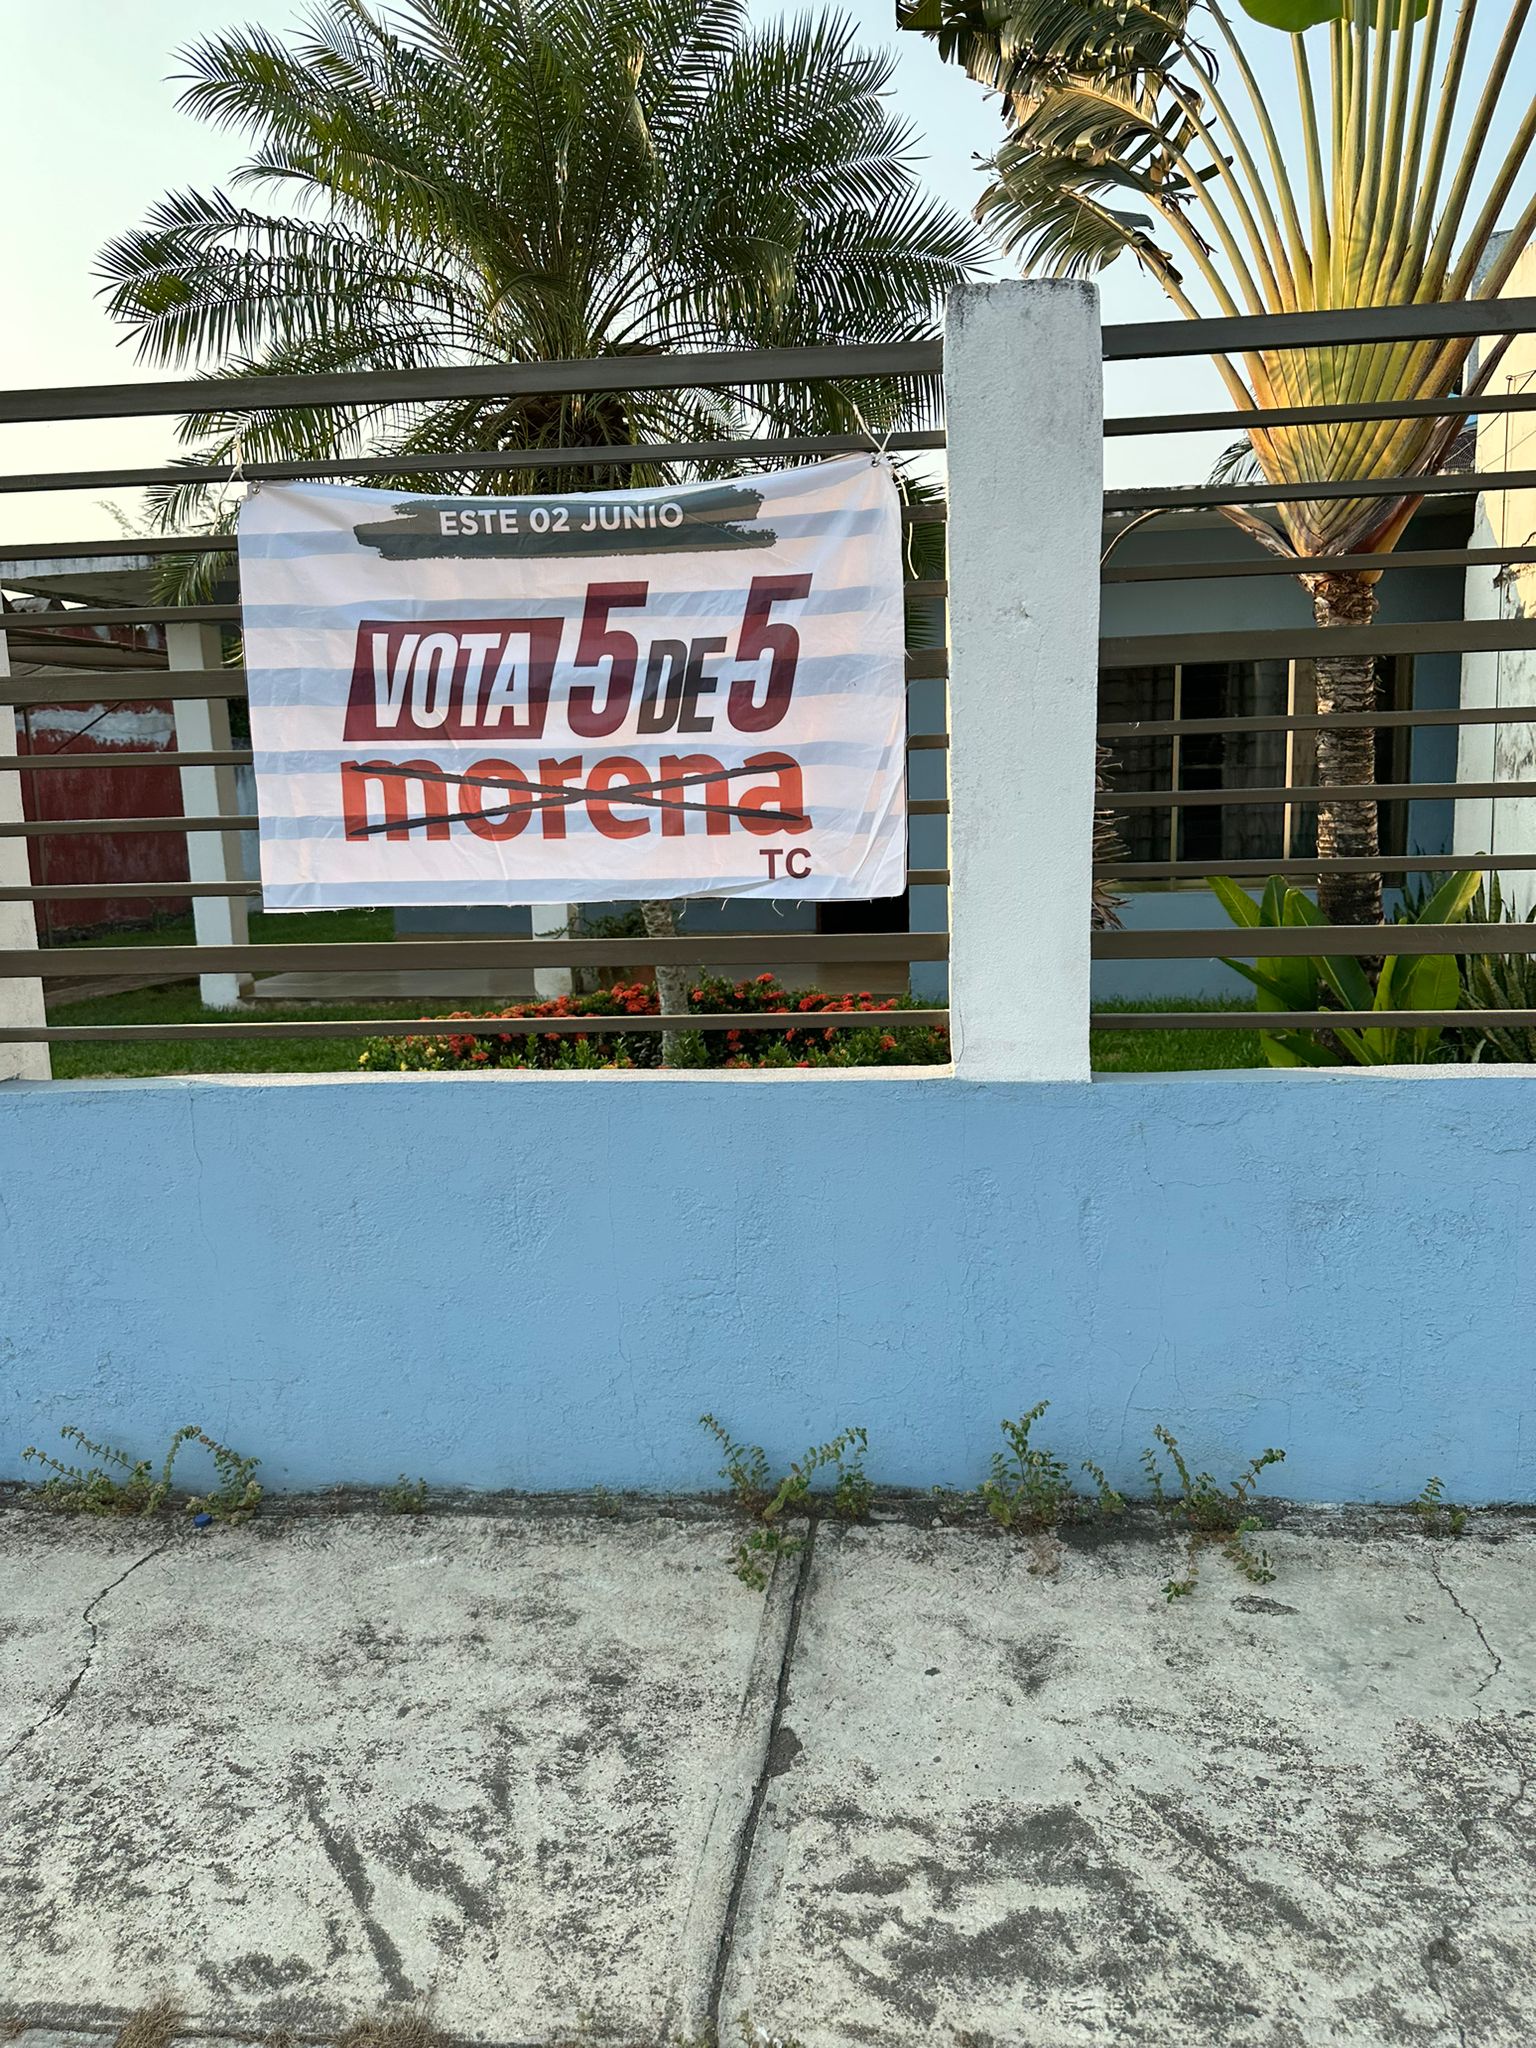 ESTE 02 JUNIO
VOTA 5 DE 5
morena
TC